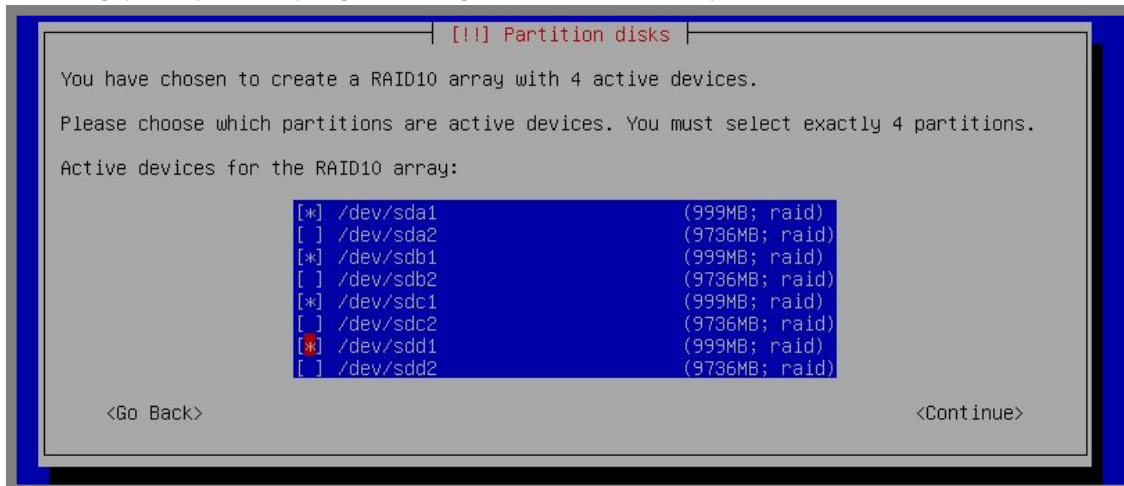 [!!] Partition disks
You have chosen to create a RAID10 array with 4 active devices.
Please choose which partitions are active devices. You must select exactly 4 partitions.
Active devices for the RAID10 array:
[*] /dev/sda1 (999MB; raid)
[ ] /dev/sda2 (9736MB; raid)
[*] /dev/sdb1 (999MB; raid)
[ ] /dev/sdb2 (9736MB; raid)
[*] /dev/sdc1 (999MB; raid)
[ ] /dev/sdc2 (9736MB; raid)
[*] /dev/sdd1 (999MB; raid)
[ ] /dev/sdd2 (9736MB; raid)
<Go Back> <Continue>